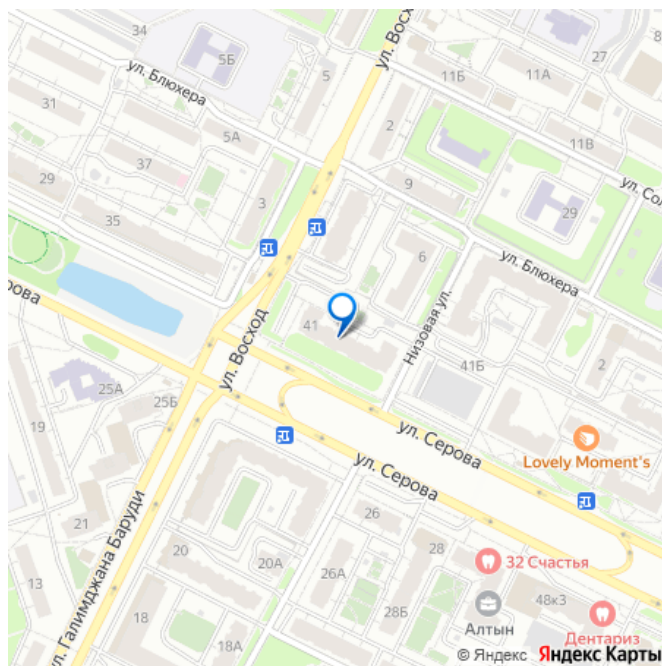 34
5Б
ул. Восх
27
ул. Блюхера
5
11Б
11А
31
5А
2
11В
37
29
3
9
ул. Сол
35
29
6
ул. Блюхера
ерова
41
Низовая ул.
ул. Восход
41Б
2
25А
25Б
19
ул. Серова
Lovely Moment's
ул. Серова
21
26
ул. Галимджана Баруди
20
28
13
20А
32 Счастья
26А
48к3
18
28Б
Алтын
18А
Дентариз
© Яндекс Яндекс Карты